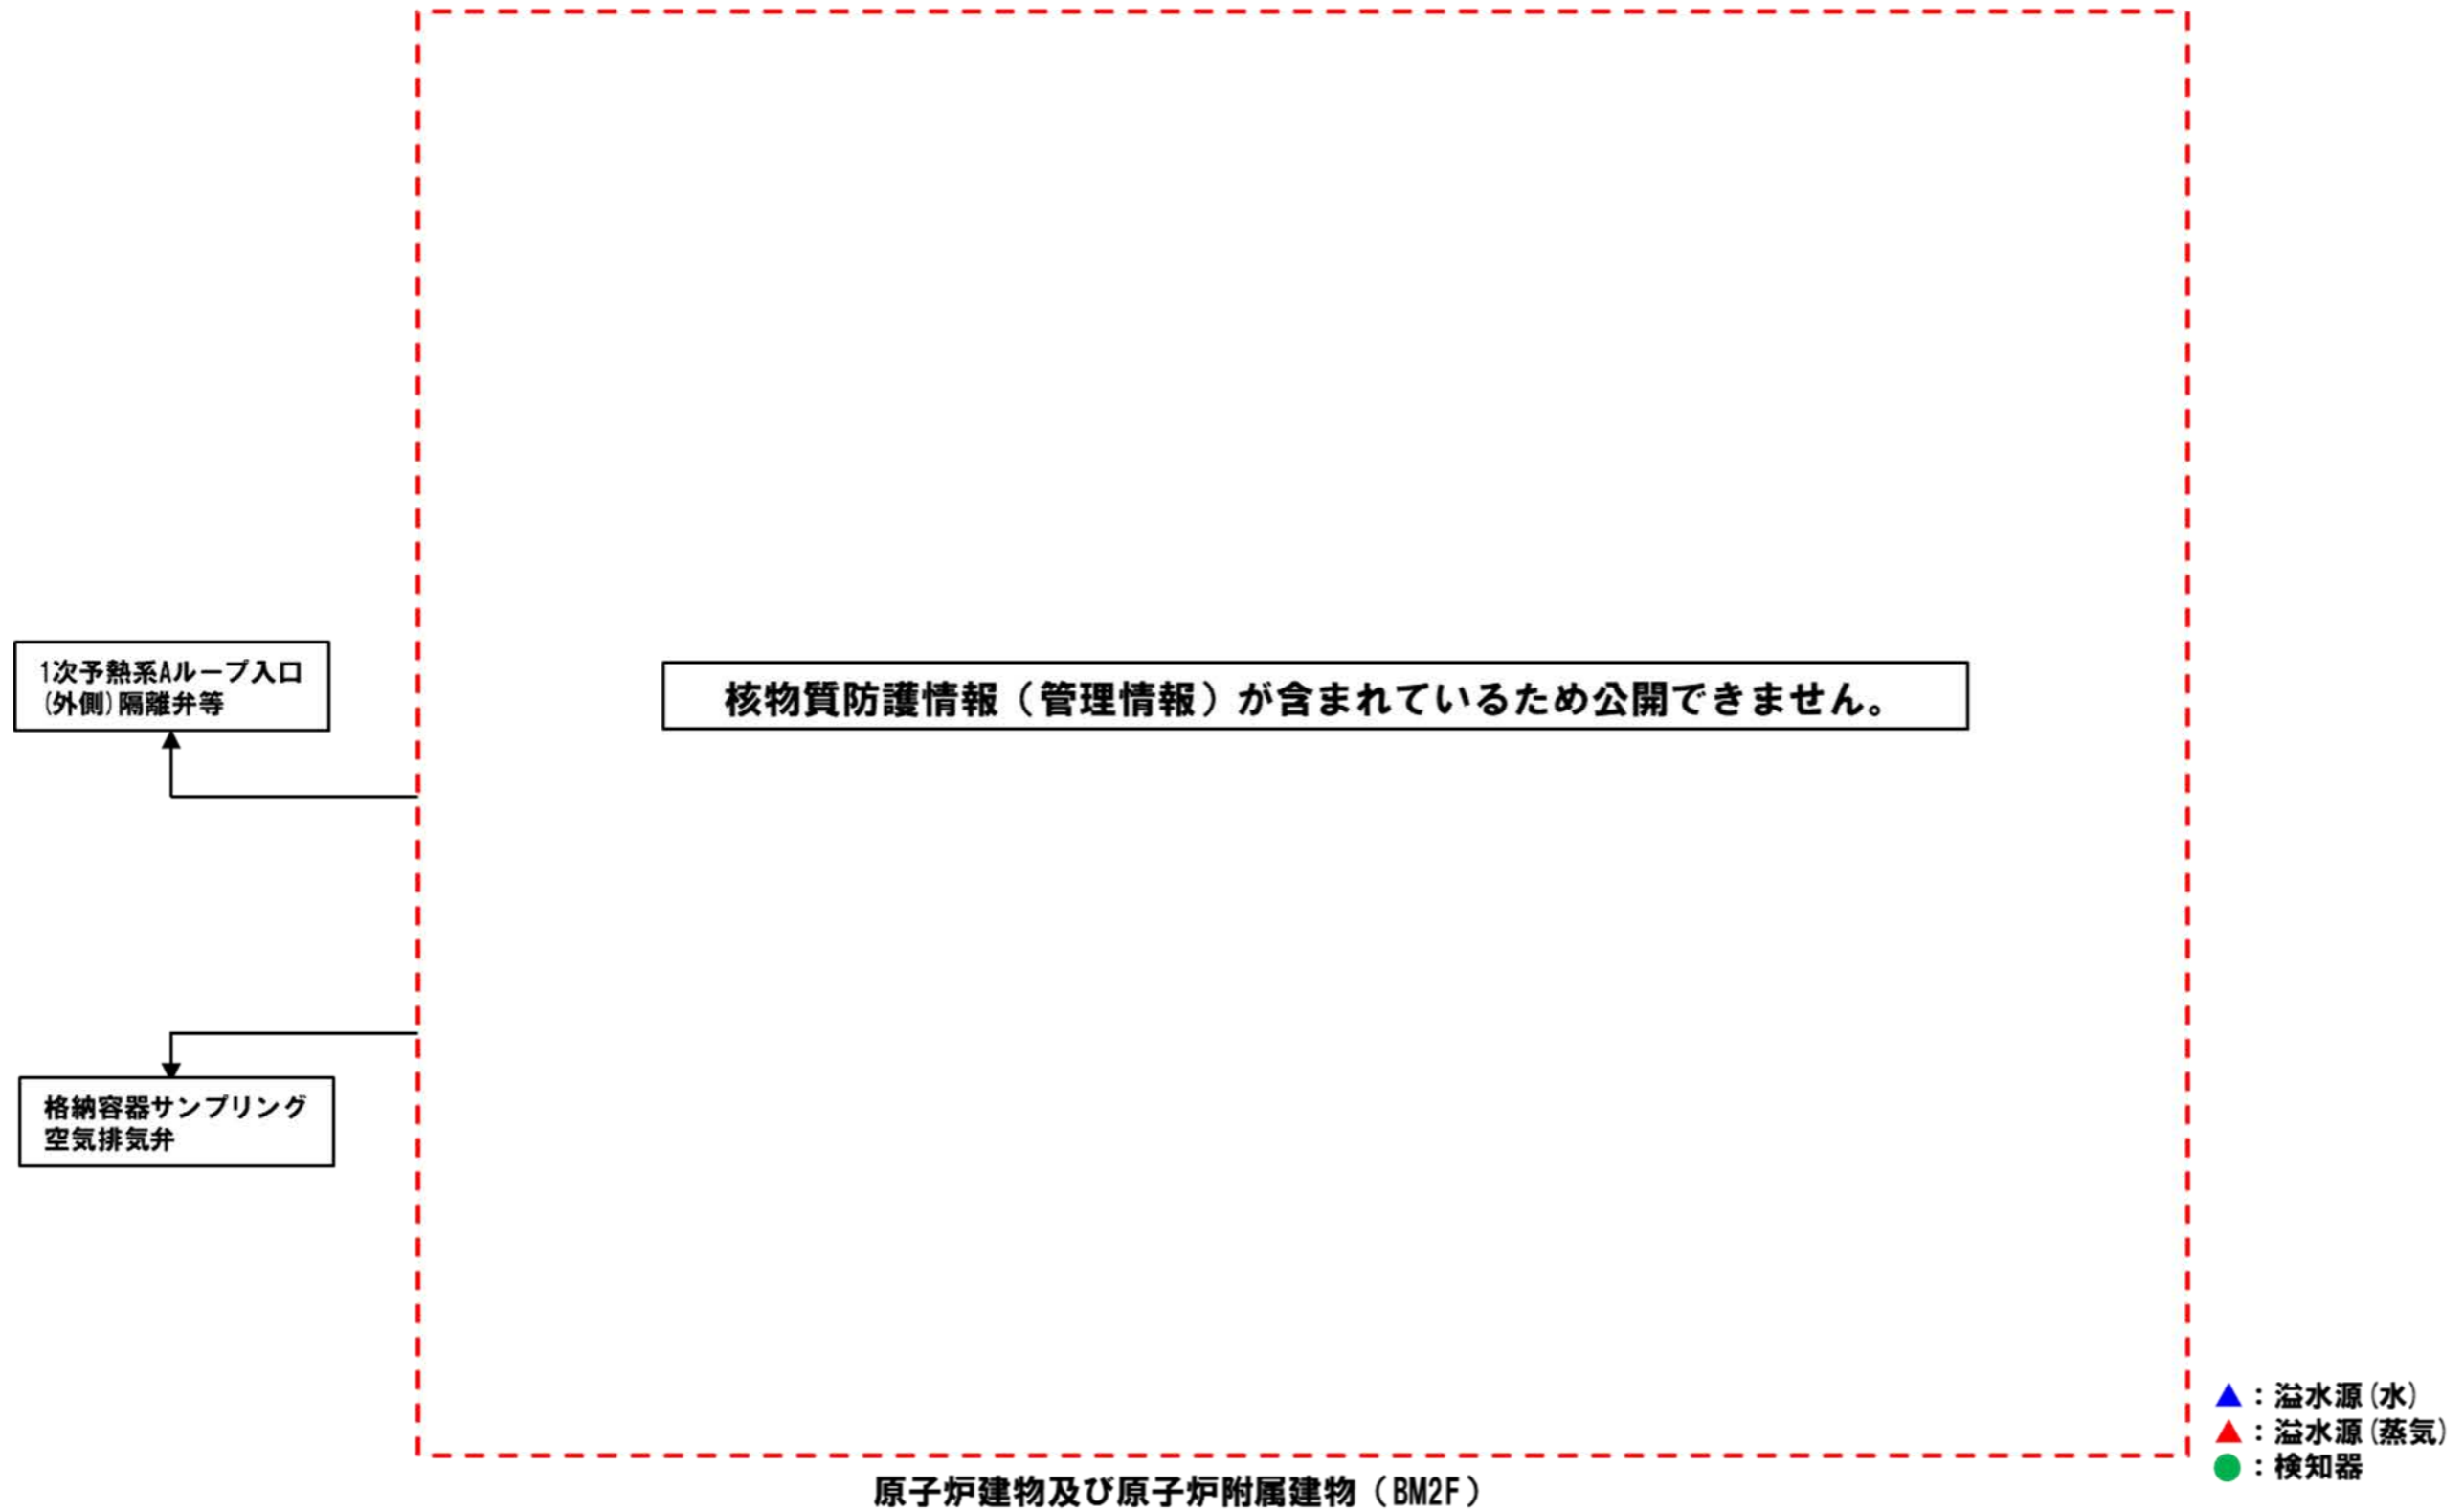 1次予熱系Aループ入口
(外側)隔離弁等
核物質防護情報（管理情報）が含まれているため公開できません。
格納容器サンプリング
空気排気弁
：溢水源(水)
：溢水源(蒸気)
：検知器
原子炉建物及び原子炉附属建物（BM2F）